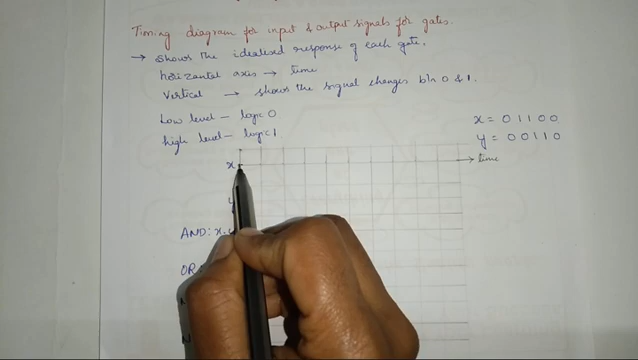 Timing diagram for input & output signals for gates.
→ Shows the idealised response of each gate.
horizantal axis → time
Vertical → shows the signal changes b/n 0 & 1.
Low level - logic 0
high level - logic 1
x = 0 1 1 0 0
y = 0 0 1 1 0
x → time
y
AND: x.y
OR